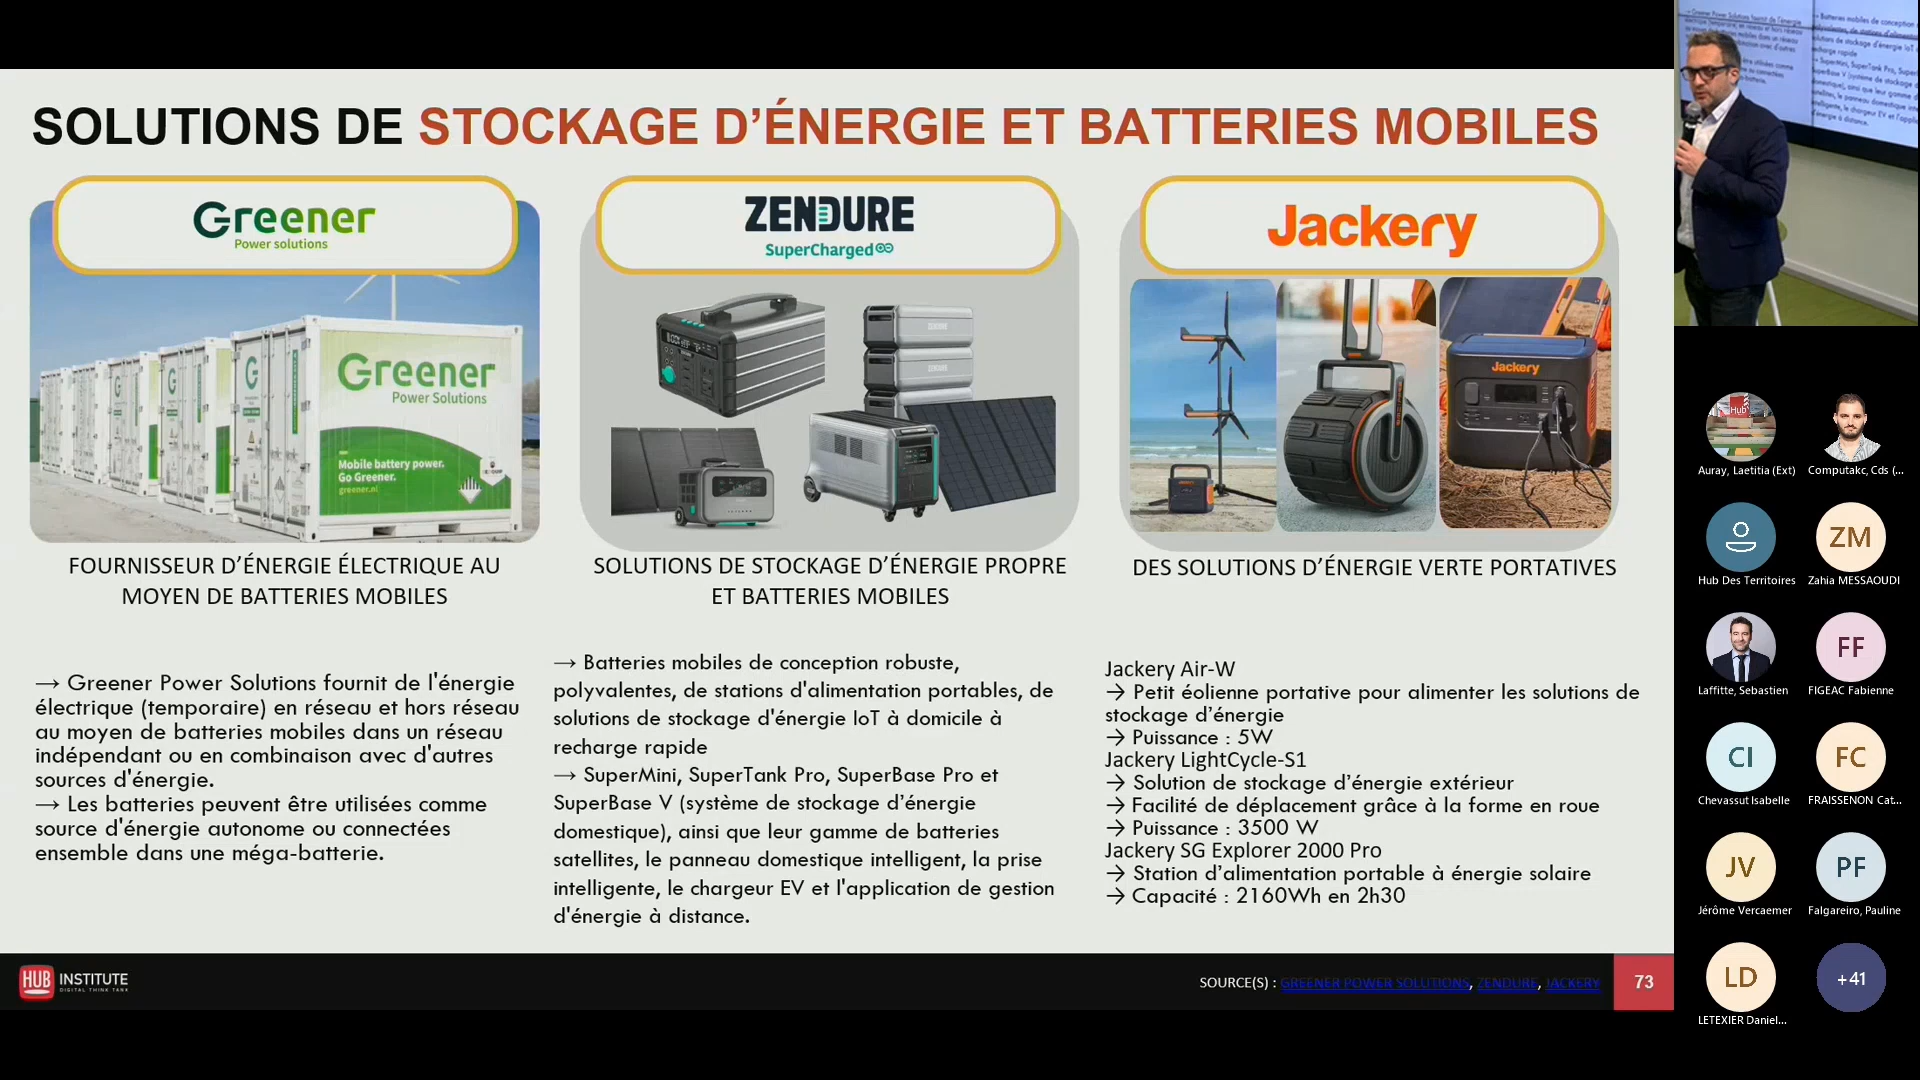 SOLUTIONS DE STOCKAGE D’ÉNERGIE ET BATTERIES MOBILES
Greener
Power solutions
Greener
Power Solutions
Mobile battery power.
Go Greener.
greener.nl
FOURNISSEUR D’ÉNERGIE ÉLECTRIQUE AU
MOYEN DE BATTERIES MOBILES
→ Greener Power Solutions fournit de l'énergie
électrique (temporaire) en réseau et hors réseau
au moyen de batteries mobiles dans un réseau
indépendant ou en combinaison avec d'autres
sources d'énergie.
→ Les batteries peuvent être utilisées comme
source d'énergie autonome ou connectées
ensemble dans une méga-batterie.
ZENDURE
SuperCharged
ZENDURE
ZENDURE
SOLUTIONS DE STOCKAGE D’ÉNERGIE PROPRE
ET BATTERIES MOBILES
→ Batteries mobiles de conception robuste,
polyvalentes, de stations d'alimentation portables, de
solutions de stockage d'énergie IoT à domicile à
recharge rapide
→ SuperMini, SuperTank Pro, SuperBase Pro et
SuperBase V (système de stockage d’énergie
domestique), ainsi que leur gamme de batteries
satellites, le panneau domestique intelligent, la prise
intelligente, le chargeur EV et l'application de gestion
d'énergie à distance.
Jackery
Jackery
DES SOLUTIONS D’ÉNERGIE VERTE PORTATIVES
Jackery Air-W
→ Petit éolienne portative pour alimenter les solutions de
stockage d’énergie
→ Puissance : 5W
Jackery LightCycle-S1
→ Solution de stockage d’énergie extérieur
→ Facilité de déplacement grâce à la forme en roue
→ Puissance : 3500 W
Jackery SG Explorer 2000 Pro
→ Station d’alimentation portable à énergie solaire
→ Capacité : 2160Wh en 2h30
HUB INSTITUTE
DIGITAL THINK TANK
SOURCE(S) : GREENER POWER SOLUTIONS, ZENDURE, JACKERY
73
Hub
Auray, Laetitia (Ext)
Computakc, Cds (...
Hub Des Territoires
ZM
Zahia MESSAOUDI
Laffitte, Sebastien
FF
FIGEAC Fabienne
CI
Chevassut Isabelle
FC
FRAISSENON Cat...
JV
Jérôme Vercaemer
PF
Falgareiro, Pauline
LD
LETEXIER Daniel...
+41